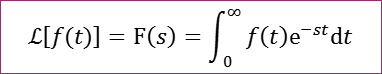 ℒ[f(t)] = F(s) = ∫₀^∞ f(t)e^{-st}dt